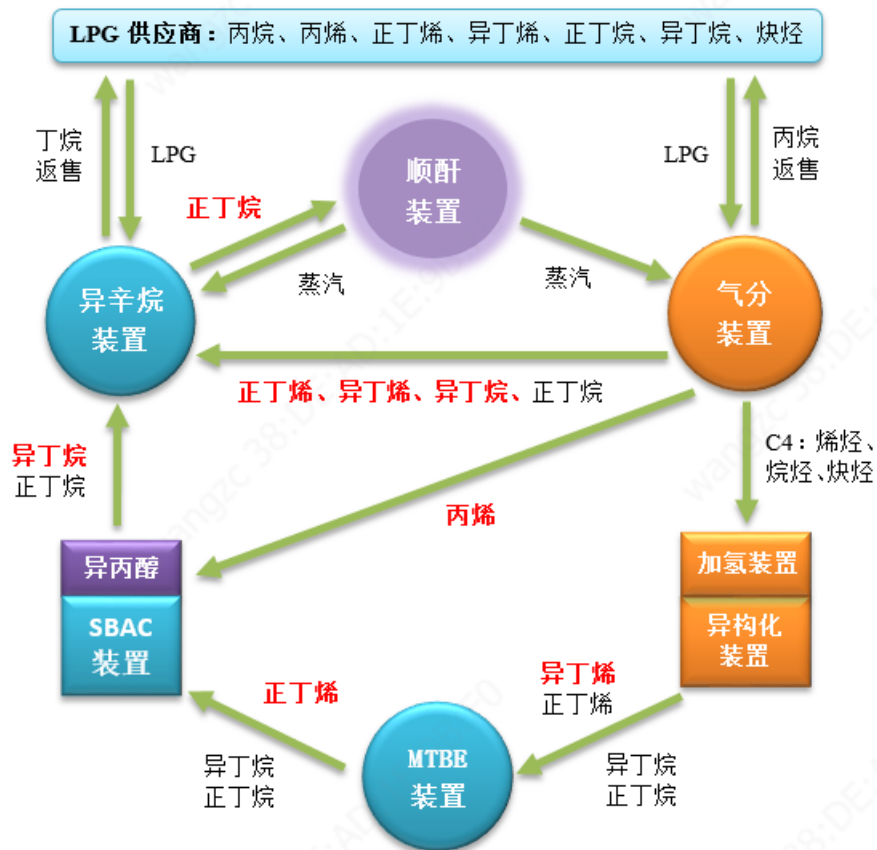 LPG 供应商：丙烷、丙烯、正丁烯、异丁烯、正丁烷、异丁烷、炔烃
丁烷
返售
LPG
顺酐
装置
LPG
丙烷
返售
正丁烷
蒸汽
蒸汽
异辛烷
装置
气分
装置
正丁烯、异丁烯、异丁烷、正丁烷
异丁烷
正丁烷
C4：烯烃、
烷烃、炔烃
丙烯
异丙醇
SBAC
装置
加氢装置
异构化
装置
正丁烯
异丁烯
正丁烯
异丁烷
正丁烷
MTBE
装置
异丁烷
正丁烷